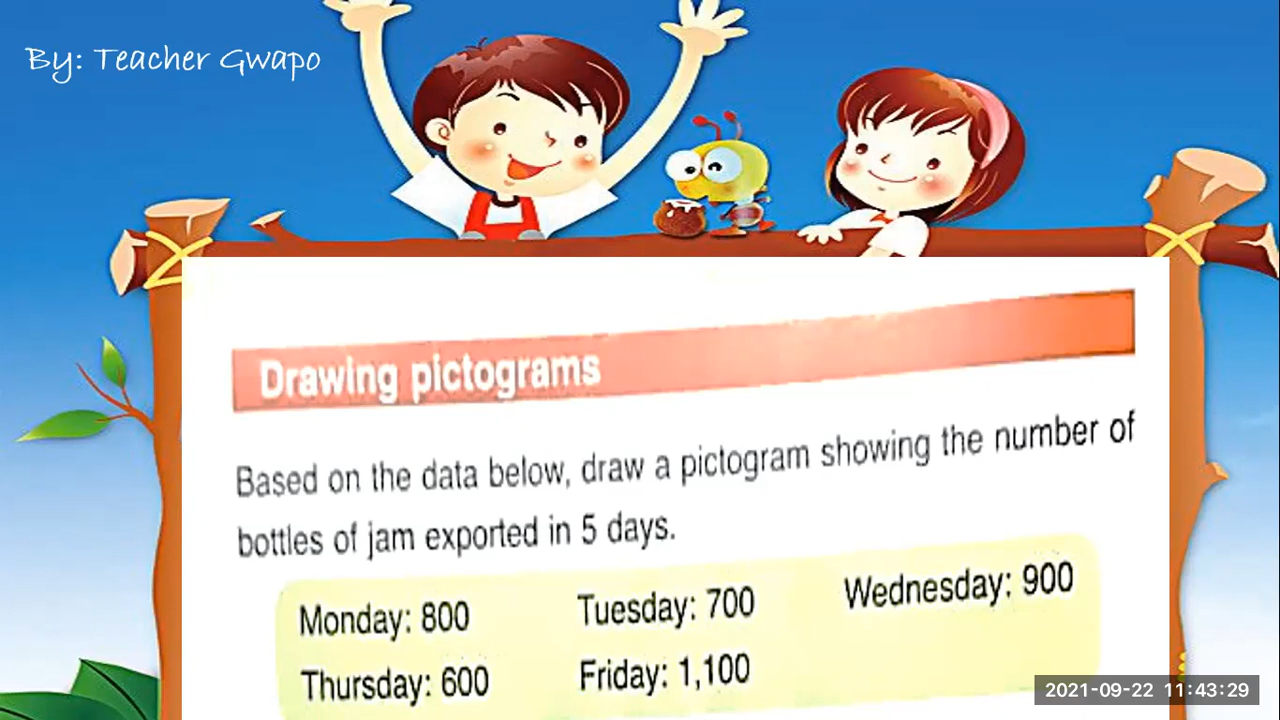 By: Teacher Gwapo
Drawing pictograms
Based on the data below, draw a pictogram showing the number of
bottles of jam exported in 5 days.
Monday: 800 Tuesday: 700 Wednesday: 900
Thursday: 600 Friday: 1,100
2021-09-22 11:43:29